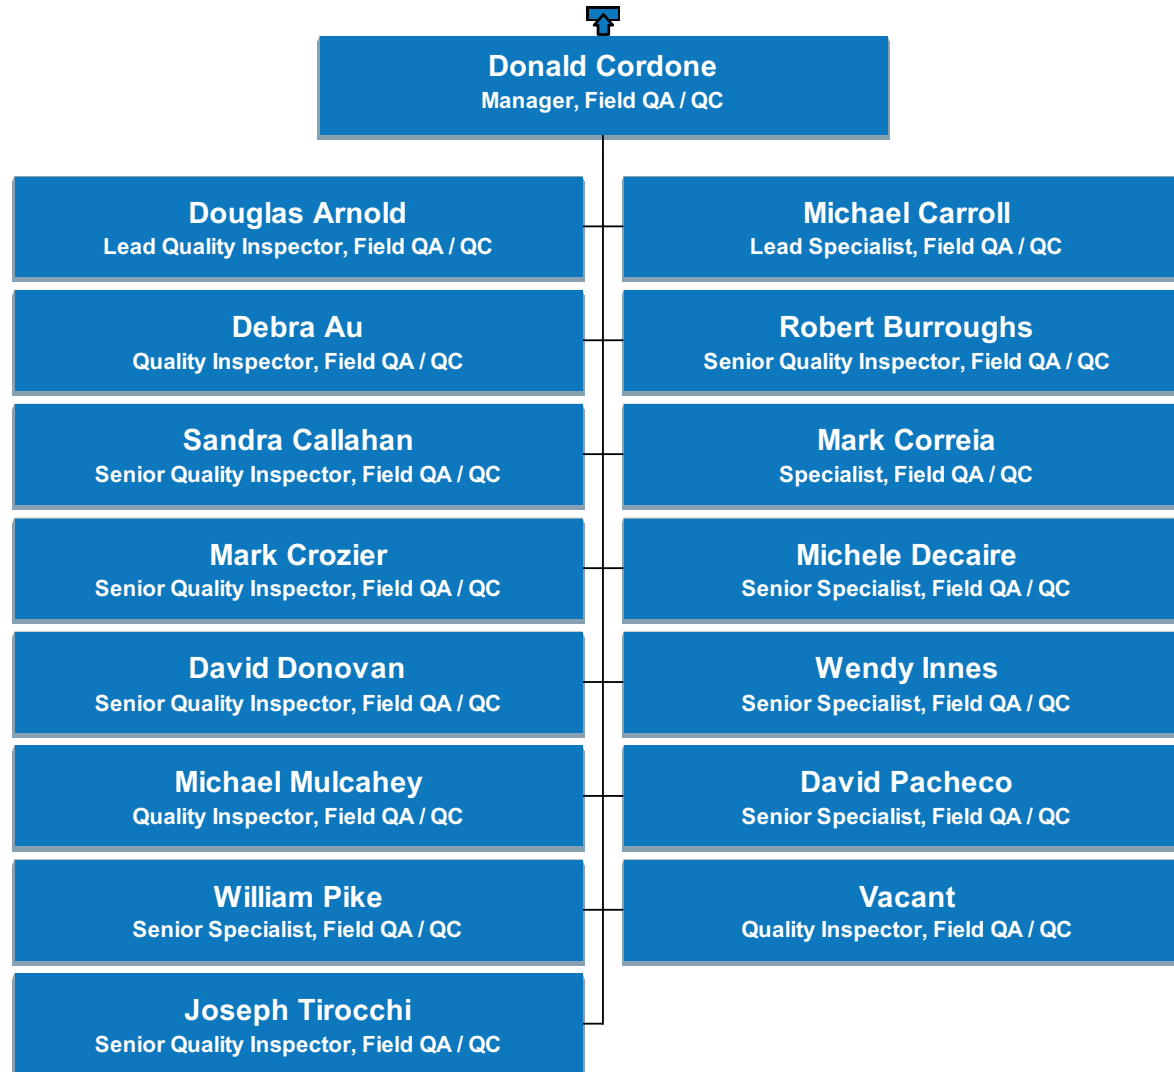 Donald Cordone
Manager, Field QA / QC
Douglas Arnold
Lead Quality Inspector, Field QA / QC
Michael Carroll
Lead Specialist, Field QA / QC
Debra Au
Quality Inspector, Field QA / QC
Robert Burroughs
Senior Quality Inspector, Field QA / QC
Sandra Callahan
Senior Quality Inspector, Field QA / QC
Mark Correia
Specialist, Field QA / QC
Mark Crozier
Senior Quality Inspector, Field QA / QC
Michele Decaire
Senior Specialist, Field QA / QC
David Donovan
Senior Quality Inspector, Field QA / QC
Wendy Innes
Senior Specialist, Field QA / QC
Michael Mulcahey
Quality Inspector, Field QA / QC
David Pacheco
Senior Specialist, Field QA / QC
William Pike
Senior Specialist, Field QA / QC
Vacant
Quality Inspector, Field QA / QC
Joseph Tirocchi
Senior Quality Inspector, Field QA / QC